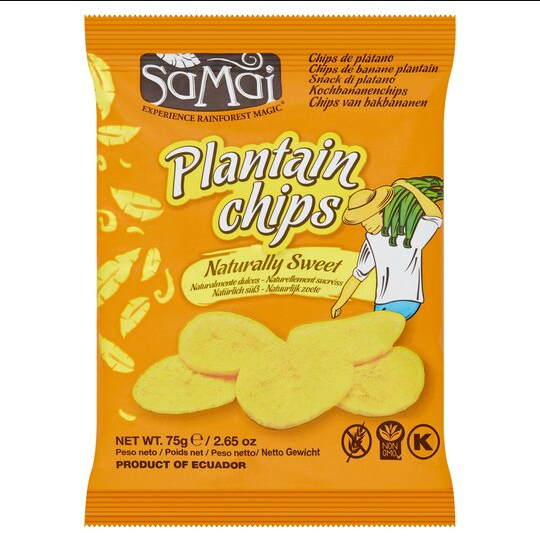 SaMai
EXPERIENCE RAINFOREST MAGIC®
Chips de plátano
Chips de banane plantain
Snack di platano
Kochbananenchips
Chips van bakbananen
Plantain
chips
Naturally Sweet
Naturalmente dulces - Naturellement sucréss
Natürlich süß - Natuurlijk zoete
NET WT. 75g ℮ / 2.65 oz
Peso neto / Poids net / Peso netto/ Netto Gewicht
PRODUCT OF ECUADOR
NON
GMO
K